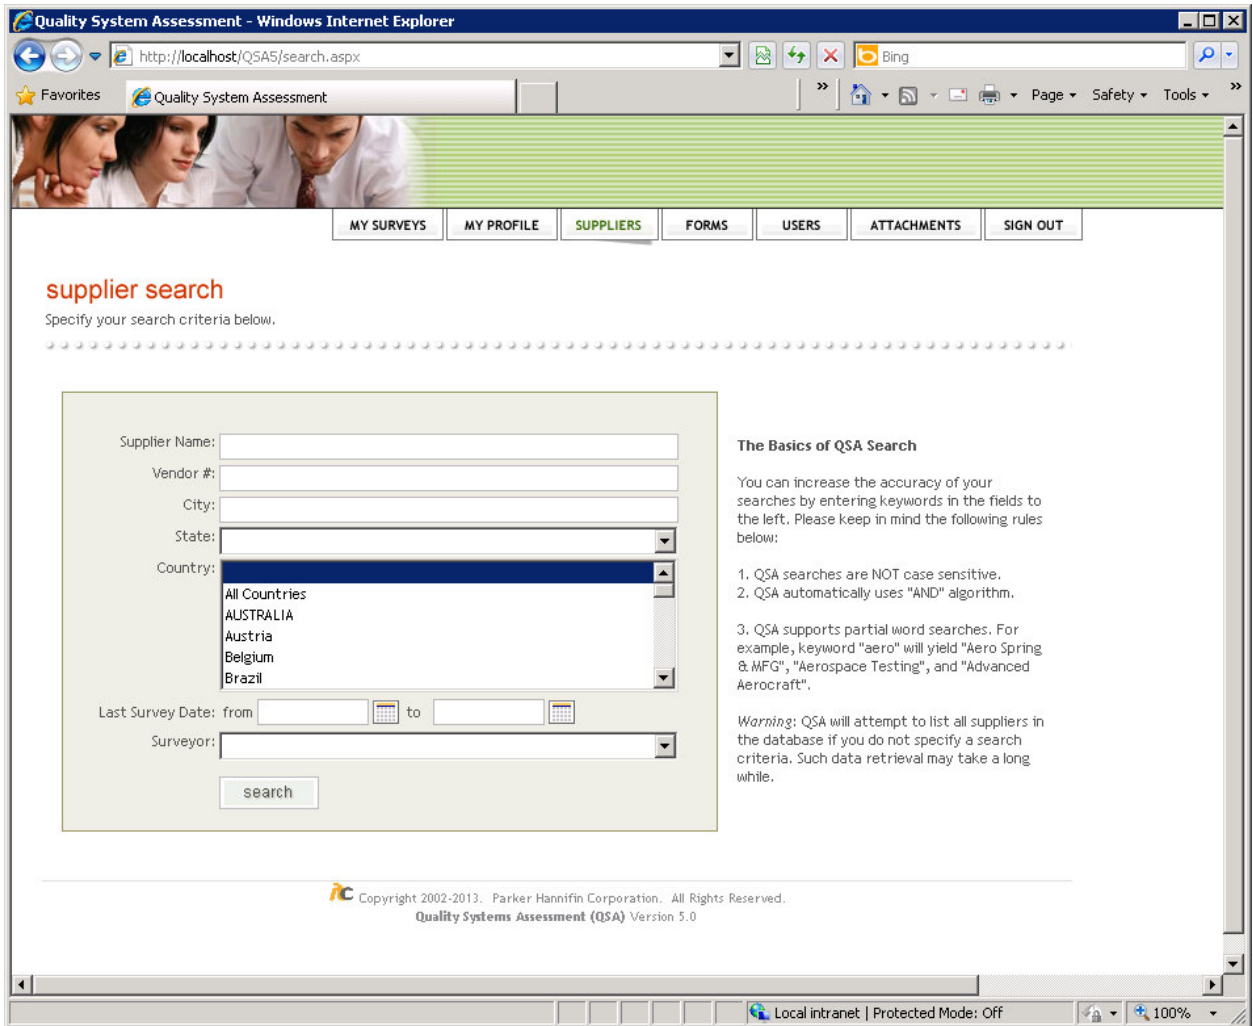 Quality System Assessment - Windows Internet Explorer
http://localhost/QSA5/search.aspx
Bing
Favorites
Quality System Assessment
» Page Safety Tools »
MY SURVEYS MY PROFILE SUPPLIERS FORMS USERS ATTACHMENTS SIGN OUT
supplier search
Specify your search criteria below.
Supplier Name:
Vendor #:
City:
State:
Country:
All Countries
AUSTRALIA
Austria
Belgium
Brazil
Last Survey Date: from to
Surveyor:
search
The Basics of QSA Search
You can increase the accuracy of your
searches by entering keywords in the fields to
the left. Please keep in mind the following rules
below:
1. QSA searches are NOT case sensitive.
2. QSA automatically uses "AND" algorithm.
3. QSA supports partial word searches. For
example, keyword "aero" will yield "Aero Spring
& MFG", "Aerospace Testing", and "Advanced
Aerocraft".
Warning: QSA will attempt to list all suppliers in
the database if you do not specify a search
criteria. Such data retrieval may take a long
while.
Copyright 2002-2013. Parker Hannifin Corporation. All Rights Reserved.
Quality Systems Assessment (QSA) Version 5.0
Local intranet | Protected Mode: Off
100%